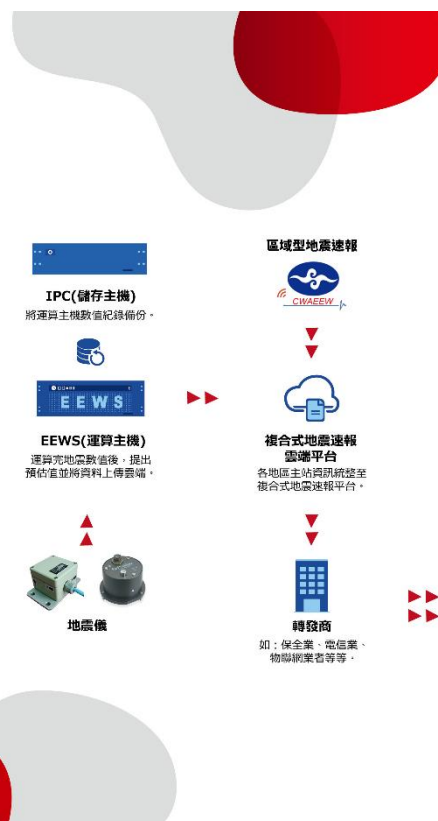 IPC(儲存主機)
將運算主機數值紀錄備份。
EEWS
EEWS(運算主機)
運算完地震數值後，提出
預估值並將資料上傳雲端。
地震儀
區域型地震速報
CWAEEW
複合式地震速報
雲端平台
各地區主站資訊統整至
複合式地震速報平台。
轉發商
如：保全業、電信業、
物聯網業者等等。